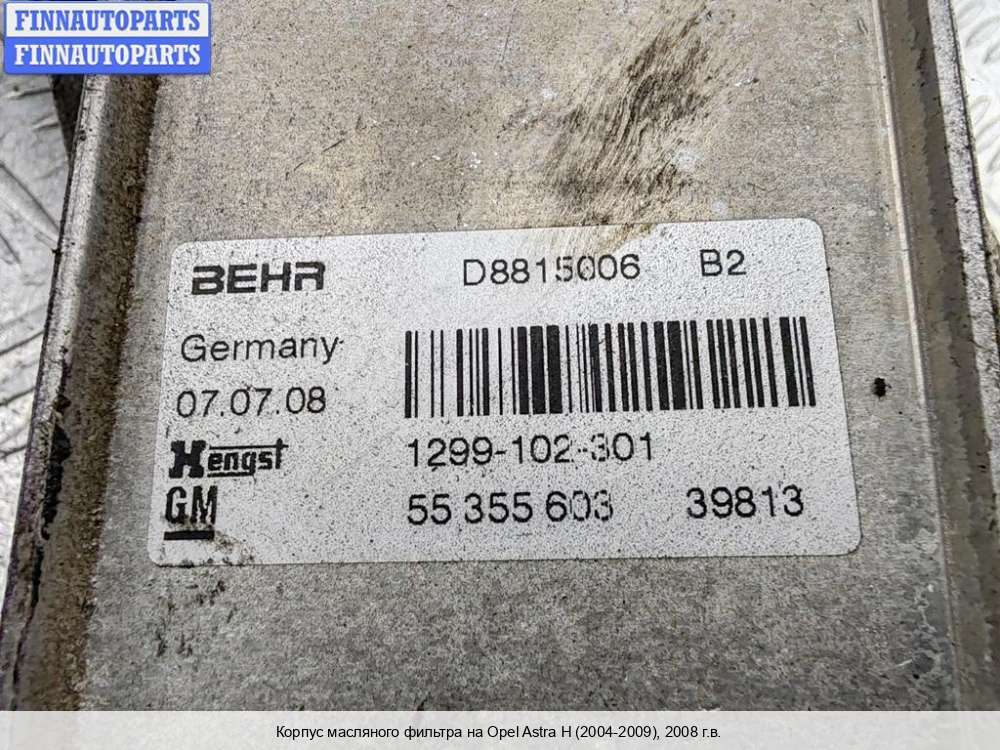 FINNAUTOPARTS
FINNAUTOPARTS
BEHR D8815006 B2
Germany
07.07.08
Hengst 1299-102-301
GM 55 355 603 39813
Корпус масляного фильтра на Opel Astra H (2004-2009), 2008 г.в.